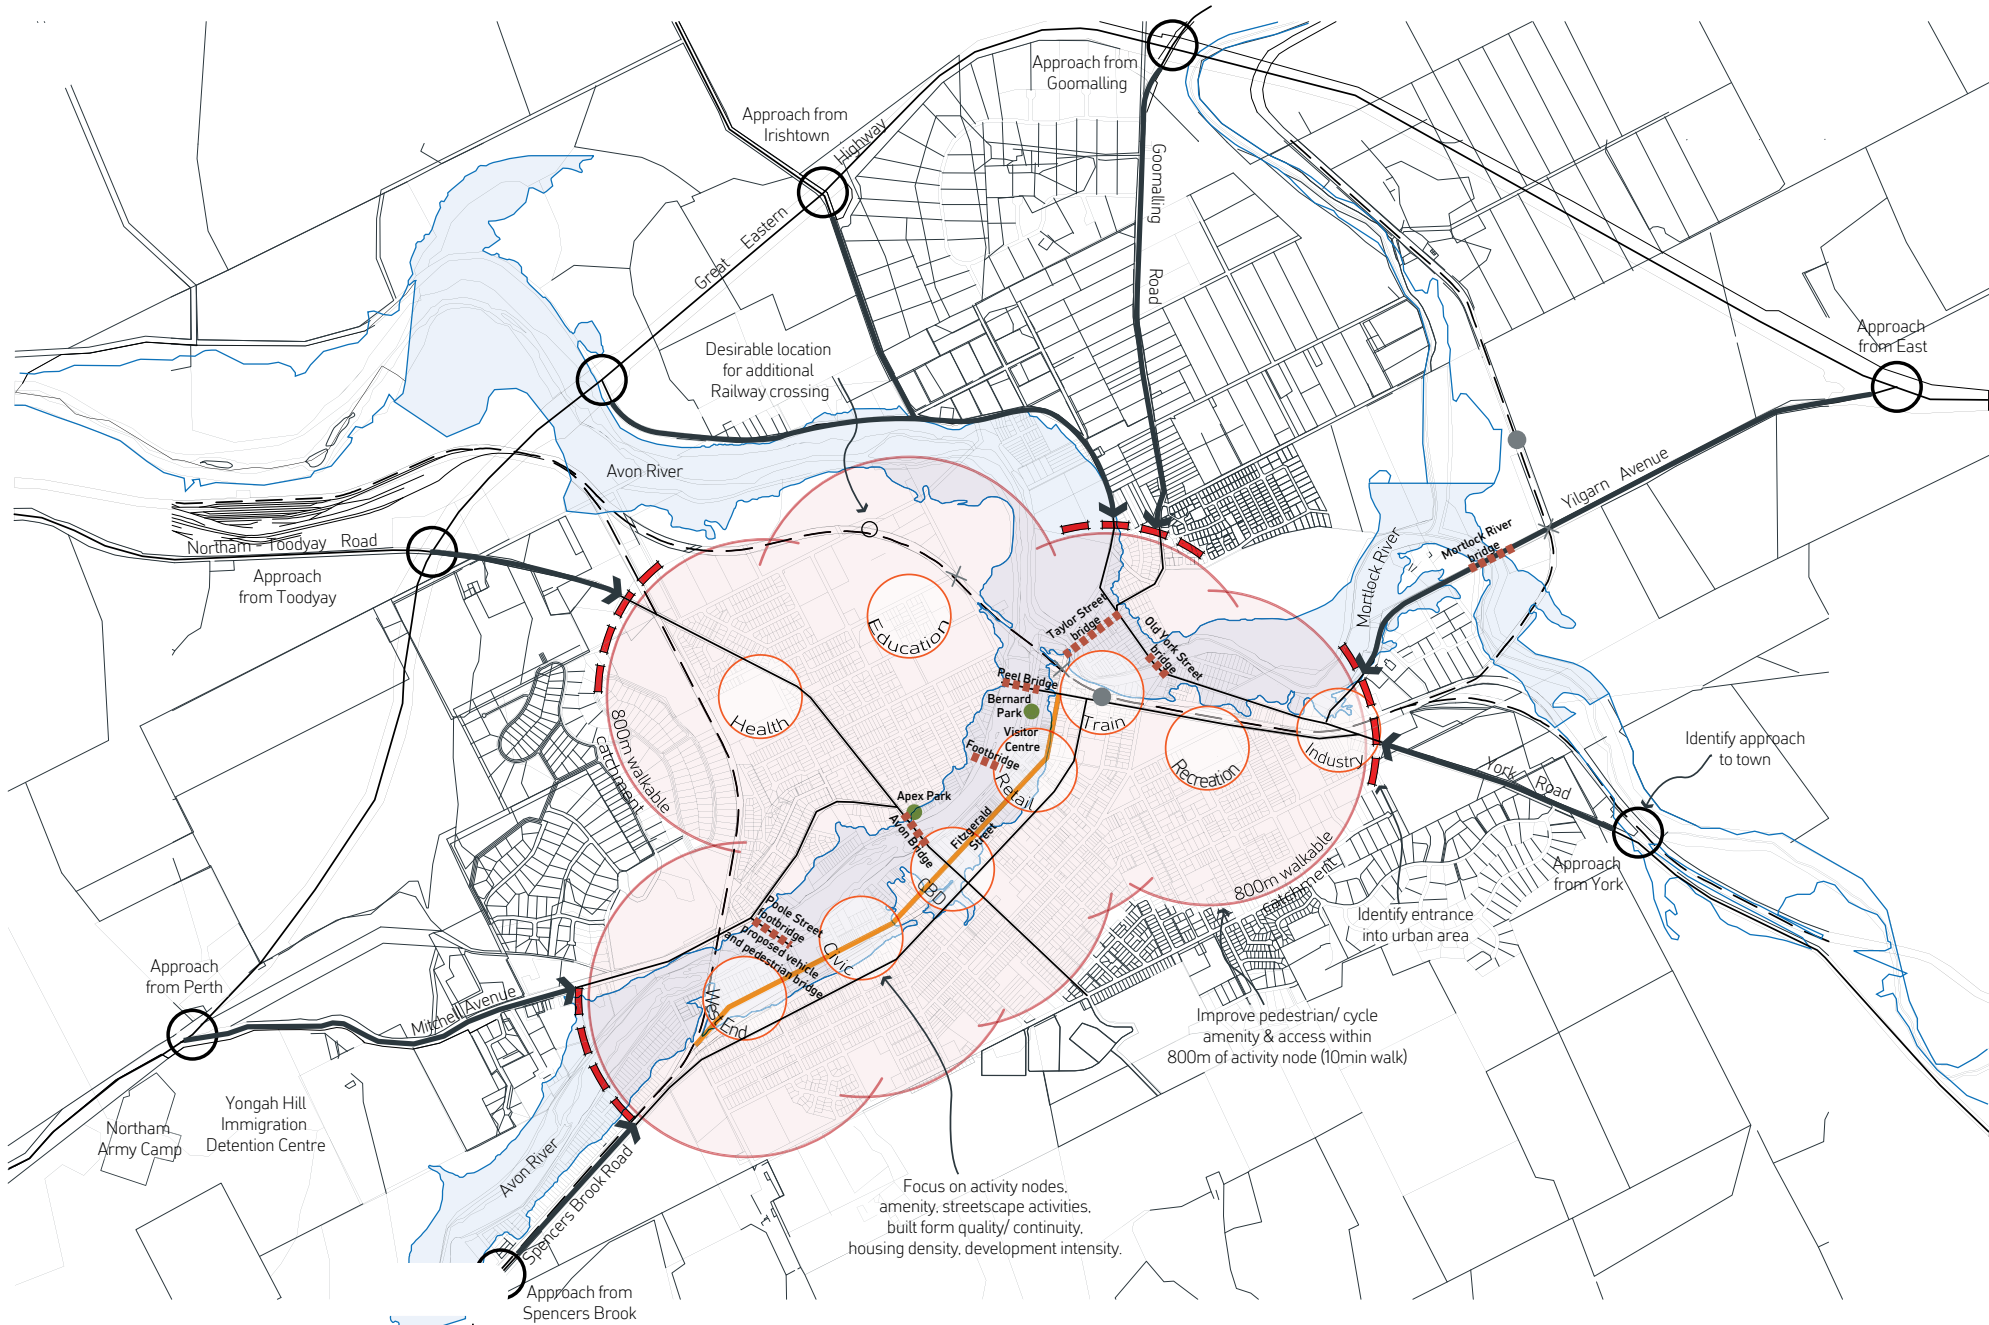 Approach from
Goomalling
Approach from
Irishtown
Great Eastern Highway
Goomalling Road
Approach
from East
Desirable location
for additional
Railway crossing
Avon River
Yilgarn Avenue
Mortlock River
bridge
Mortlock River
Northam - Toodyay Road
Approach
from Toodyay
Education
Taylor Street
bridge
Old York Street
bridge
Peel Bridge
Bernard
Park
Train
Health
Visitor
Centre
Footbridge
Retail
Recreation
Industry
York Road
Identify approach
to town
800m walkable
catchment
Apex Park
Avon Bridge
Fitzgerald
Street
CBD
800m walkable
catchment
Approach
from York
Identify entrance
into urban area
Poole Street
footbridge
proposed vehicle
and pedestrian bridge
Civic
West End
Approach
from Perth
Mitchell Avenue
Improve pedestrian/ cycle
amenity & access within
800m of activity node (10min walk)
Northam
Army Camp
Yongah Hill
Immigration
Detention Centre
Avon River
Spencers Brook Road
Focus on activity nodes,
amenity, streetscape activities,
built form quality/ continuity,
housing density, development intensity.
Approach from
Spencers Brook